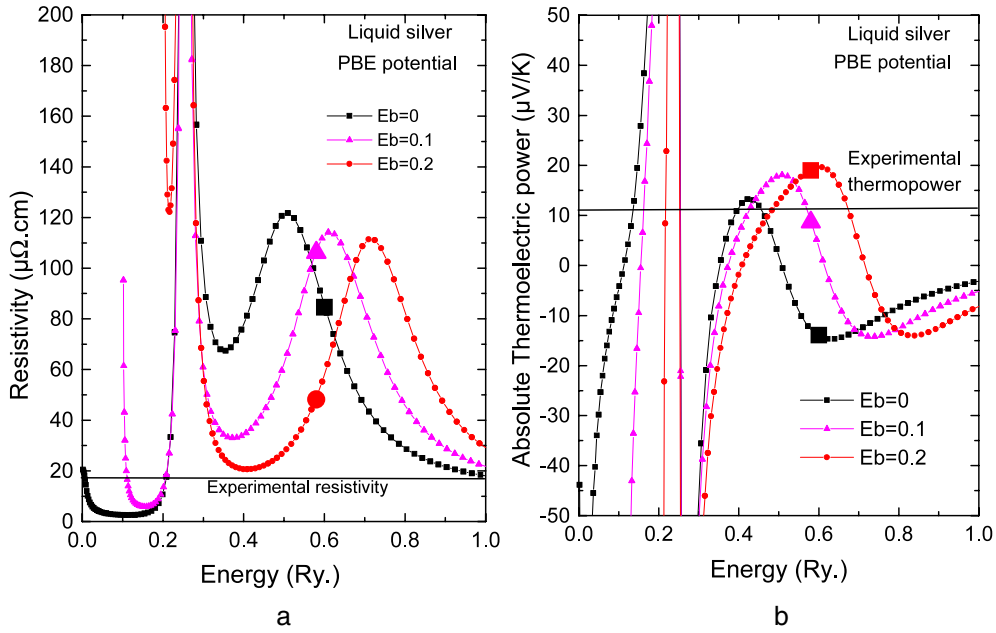 Liquid silver
PBE potential
Eb=0
Eb=0.1
Eb=0.2
Experimental resistivity
Resistivity (μΩ.cm)
200
180
160
140
120
100
80
60
40
20
0
0.0 0.2 0.4 0.6 0.8 1.0
Energy (Ry.)
a
Liquid silver
PBE potential
Experimental
thermopower
Eb=0
Eb=0.1
Eb=0.2
Absolute Thermoelectric power (μV/K)
50
40
30
20
10
0
-10
-20
-30
-40
-50
0.0 0.2 0.4 0.6 0.8 1.0
Energy (Ry.)
b